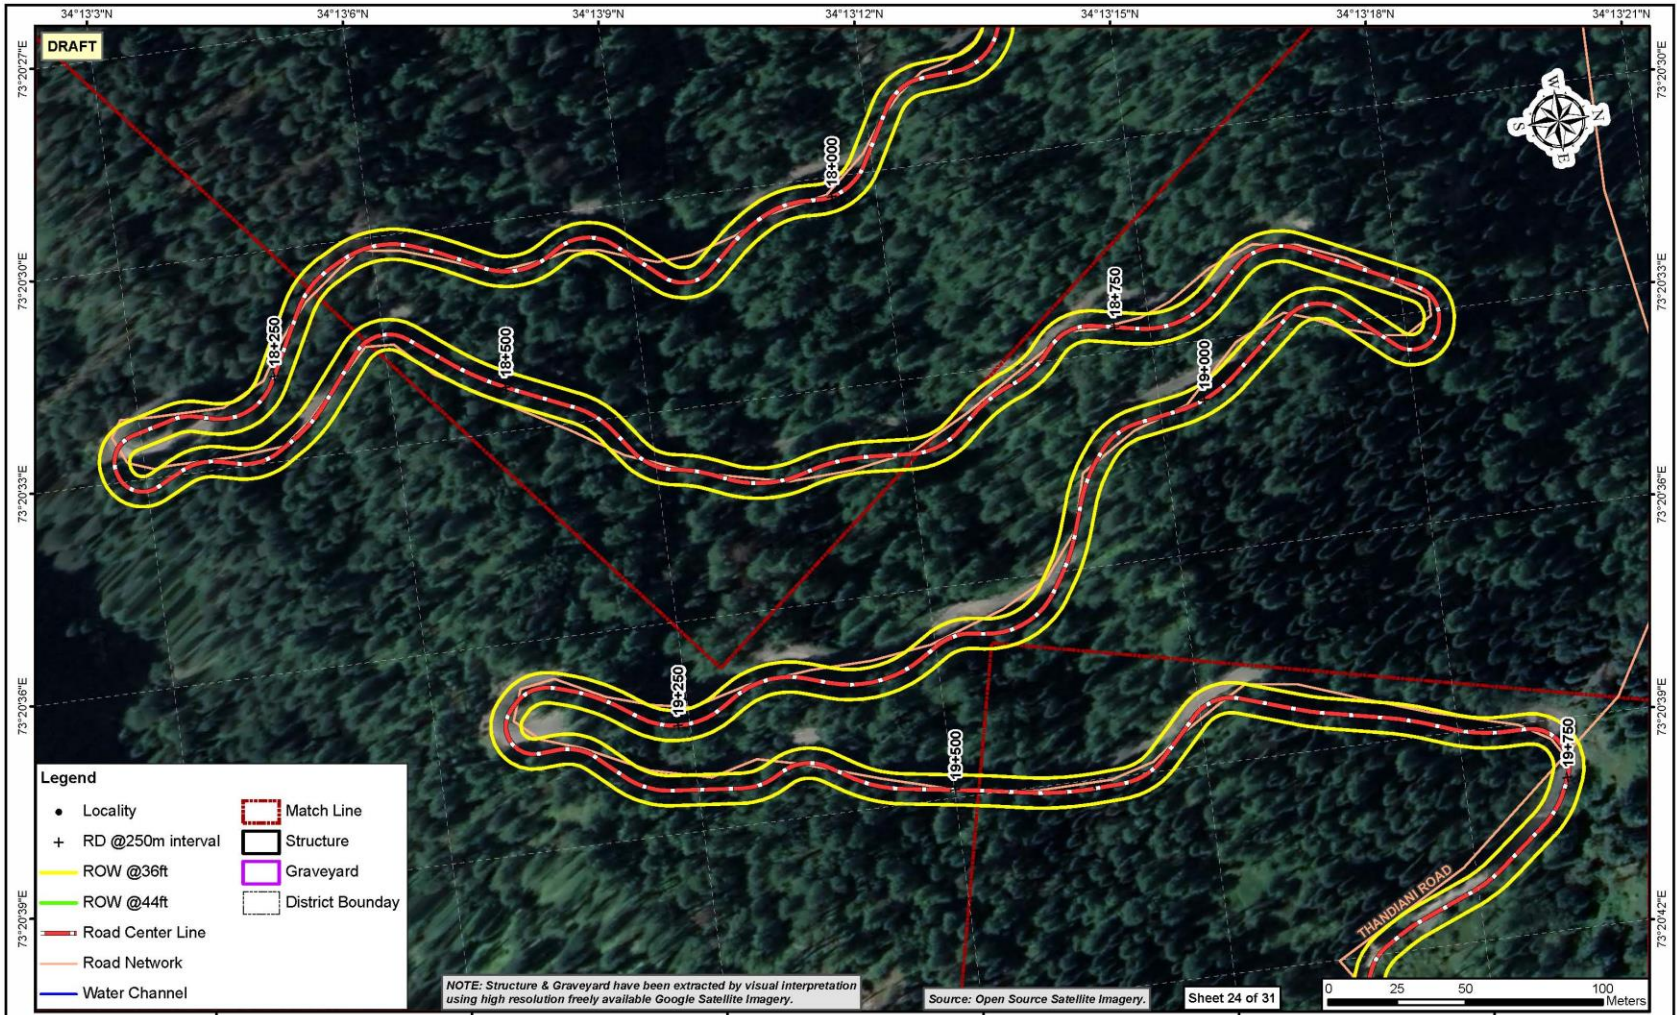 34°13'3"N
34°13'6"N
34°13'9"N
34°13'12"N
34°13'15"N
34°13'18"N
34°13'21"N
DRAFT
73°20'27"E
73°20'30"E
73°20'33"E
73°20'36"E
73°20'39"E
73°20'30"E
73°20'33"E
73°20'36"E
73°20'39"E
73°20'42"E
W
N
S
E
18+000
18+250
18+500
18+750
19+000
19+250
19+500
19+750
THANDIANI ROAD
Legend
Locality
RD @250m interval
ROW @36ft
ROW @44ft
Road Center Line
Road Network
Water Channel
Match Line
Structure
Graveyard
District Bounday
NOTE: Structure & Graveyard have been extracted by visual interpretation
using high resolution freely available Google Satellite Imagery.
Source: Open Source Satellite Imagery.
Sheet 24 of 31
0 25 50 100
Meters